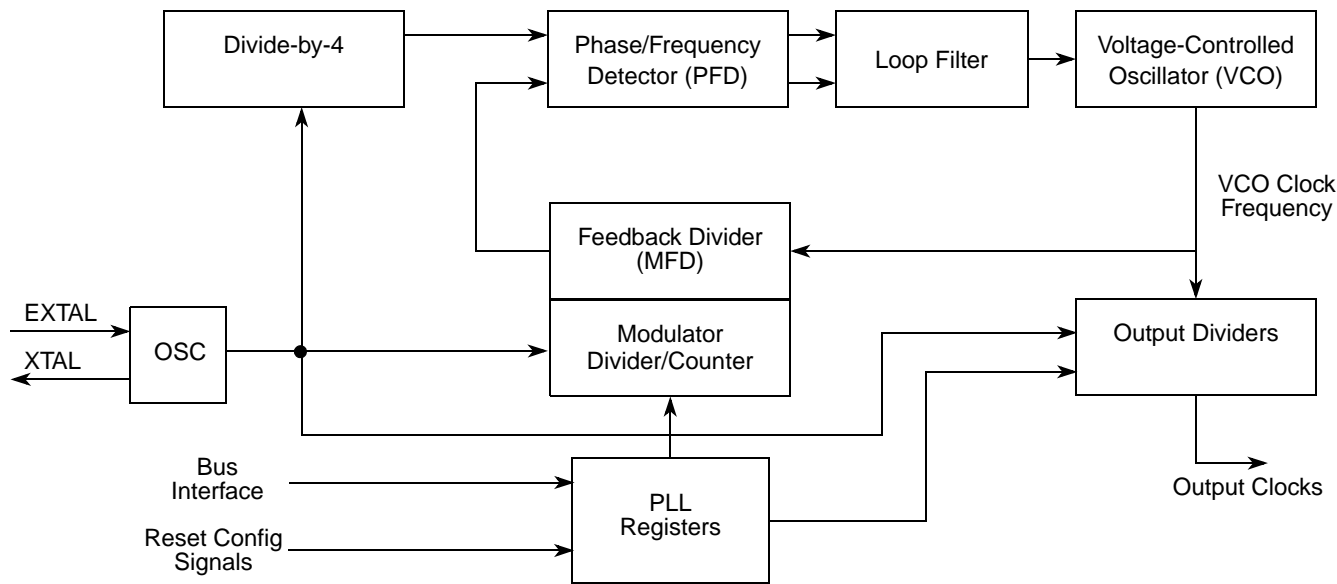 Divide-by-4
Phase/Frequency
Detector (PFD)
Loop Filter
Voltage-Controlled
Oscillator (VCO)
VCO Clock
Frequency
Feedback Divider
(MFD)
EXTAL
XTAL
OSC
Modulator
Divider/Counter
Output Dividers
Bus
Interface
Reset Config
Signals
PLL
Registers
Output Clocks